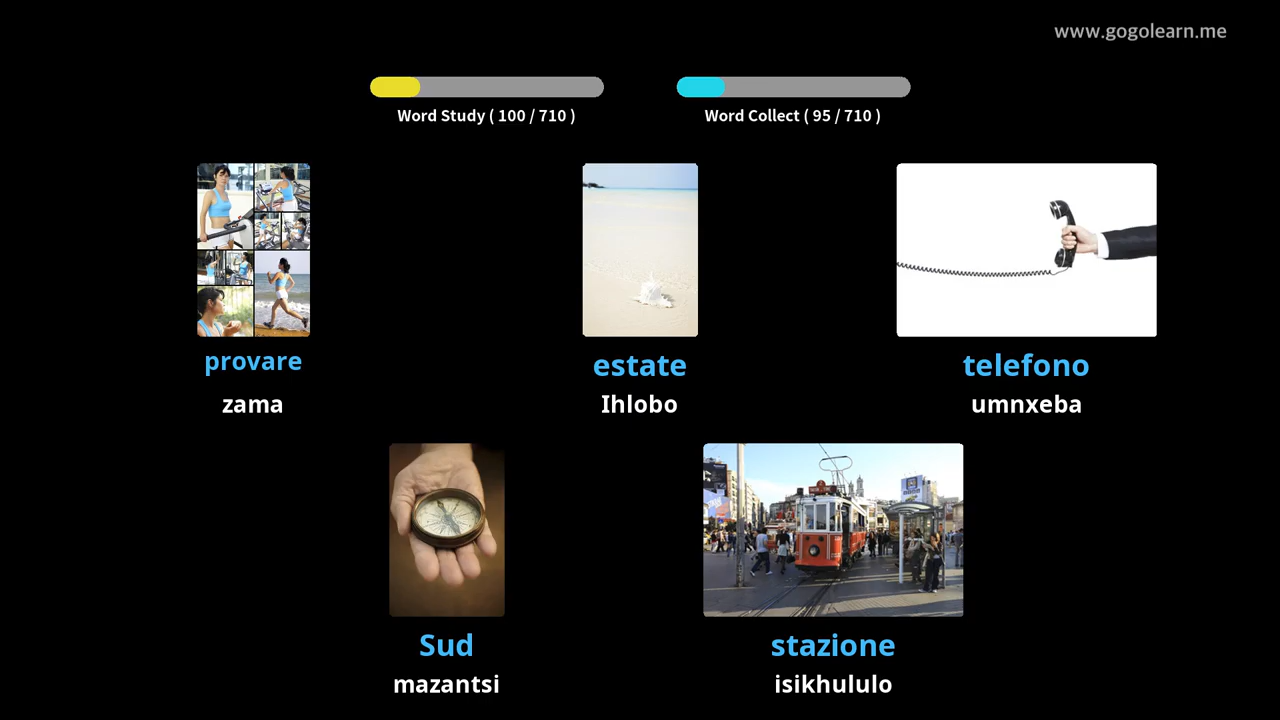 www.gogolearn.me
Word Study ( 100 / 710 )
Word Collect ( 95 / 710 )
provare
zama
estate
Ihlobo
telefono
umnxeba
Sud
mazantsi
stazione
isikhululo